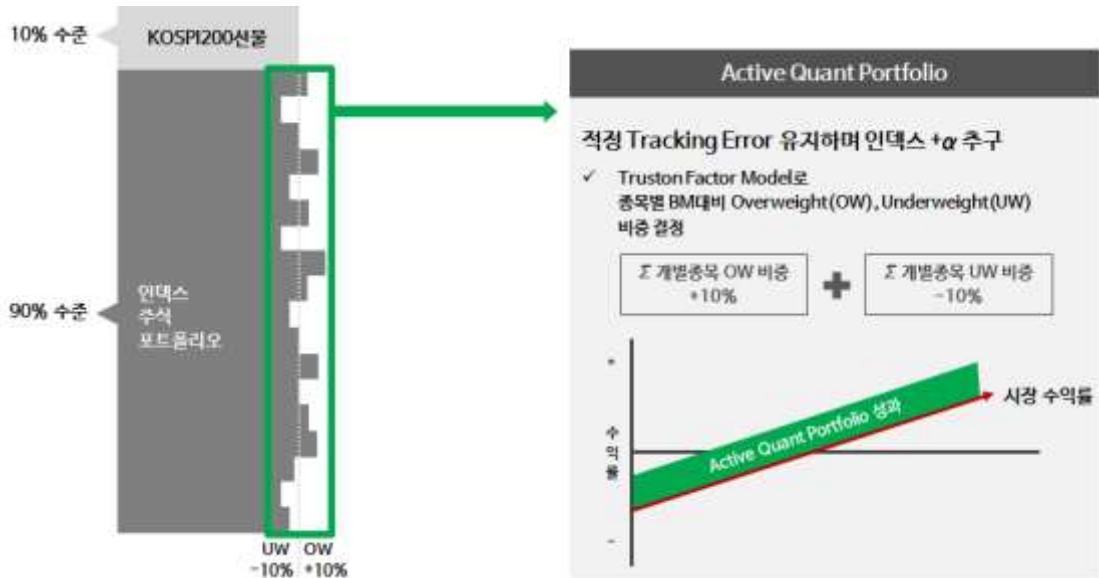 10% 수준
KOSPI200선물
90% 수준
인덱스
주식
포트폴리오
UW
-10%
OW
+10%
Active Quant Portfolio
적정 Tracking Error 유지하며 인덱스 +α 추구
✓ Truston Factor Model로
종목별 BM대비 Overweight(OW), Underweight(UW)
비중 결정
Σ 개별종목 OW 비중
+10%
+
Σ 개별종목 UW 비중
-10%
+
수익률
-
Active Quant Portfolio 성과
시장 수익률